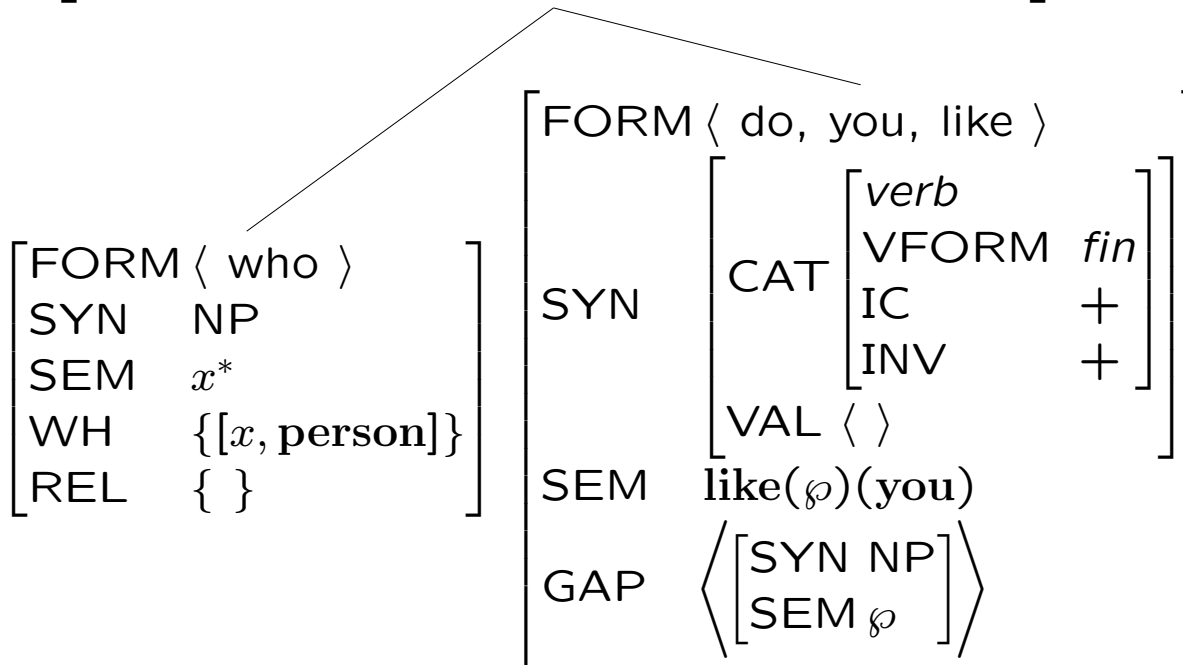 FORM ⟨ who ⟩
SYN NP
SEM x*
WH {[x, person]}
REL { }
FORM ⟨ do, you, like ⟩
SYN
CAT
verb
VFORM fin
IC +
INV +
VAL ⟨ ⟩
SEM like(℘)(you)
GAP
SYN NP
SEM ℘